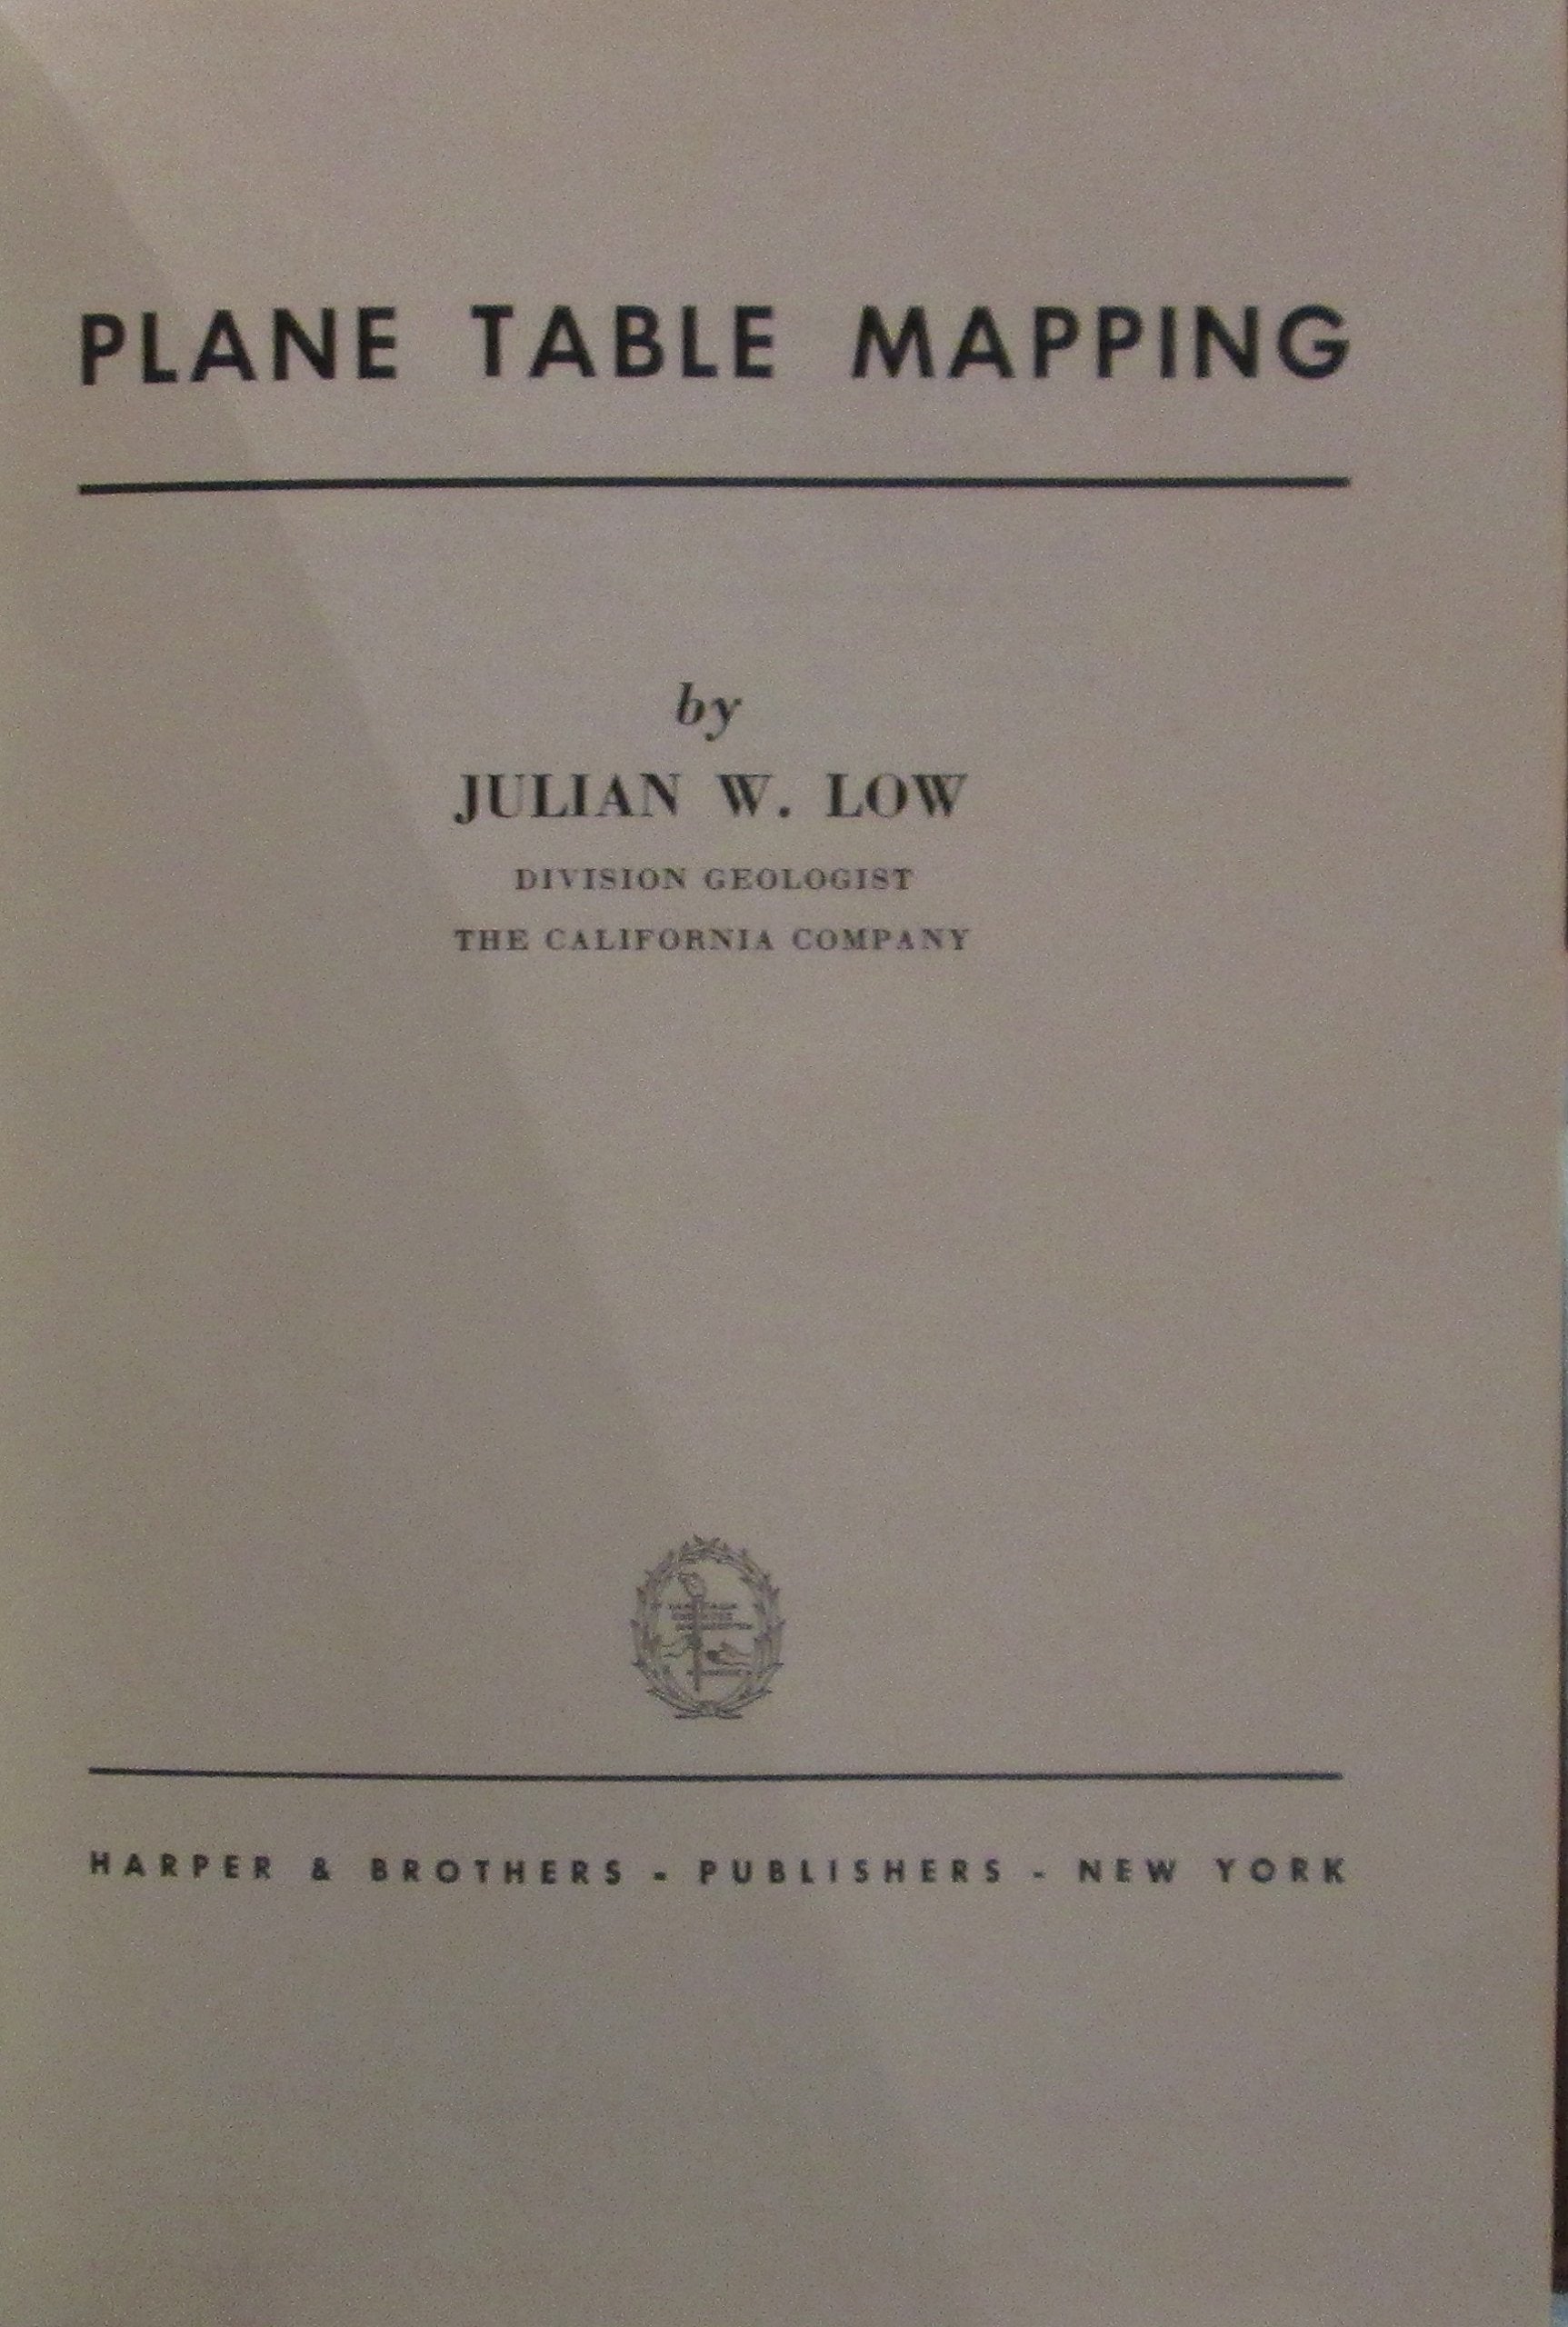 PLANE TABLE MAPPING
by
JULIAN W. LOW
DIVISION GEOLOGIST
THE CALIFORNIA COMPANY
HARPER & BROTHERS - PUBLISHERS - NEW YORK